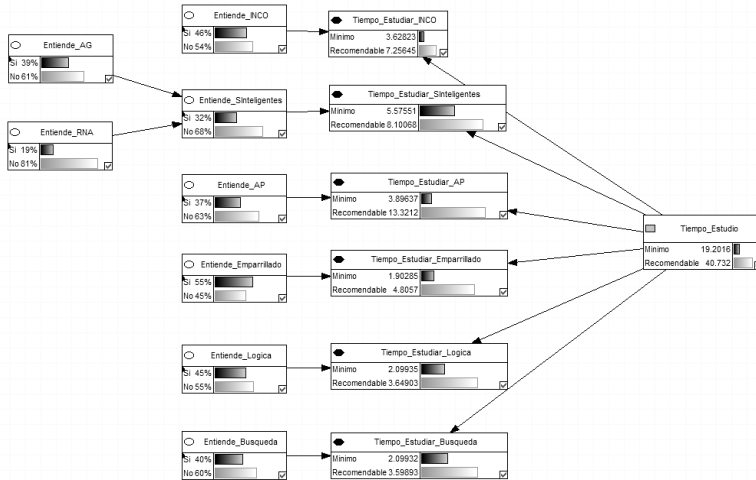 Entiende_AG
Si 39%
No 61%
Entiende_RNA
Si 19%
No 81%
Entiende_INCO
Si 46%
No 54%
Entiende_SInteligentes
Si 32%
No 68%
Entiende_AP
Si 37%
No 63%
Entiende_Emparrillado
Si 55%
No 45%
Entiende_Logica
Si 45%
No 55%
Entiende_Busqueda
Si 40%
No 60%
Tiempo_Estudiar_INCO
Minimo 3.62823
Recomendable 7.25645
Tiempo_Estudiar_SInteligentes
Minimo 5.57551
Recomendable 8.10068
Tiempo_Estudiar_AP
Minimo 3.89637
Recomendable 13.3212
Tiempo_Estudiar_Emparrillado
Minimo 1.90285
Recomendable 4.8057
Tiempo_Estudiar_Logica
Minimo 2.09935
Recomendable 3.64903
Tiempo_Estudiar_Busqueda
Minimo 2.09932
Recomendable 3.59893
Tiempo_Estudio
Minimo 19.2016
Recomendable 40.732